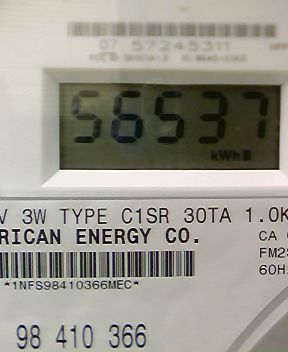 07 57245311
56537
kWh
V 3W TYPE C1SR 30TA 1.0K
RICAN ENERGY CO.
CA
FM2S
60H
*1NFS98410366MEC*
98 410 366